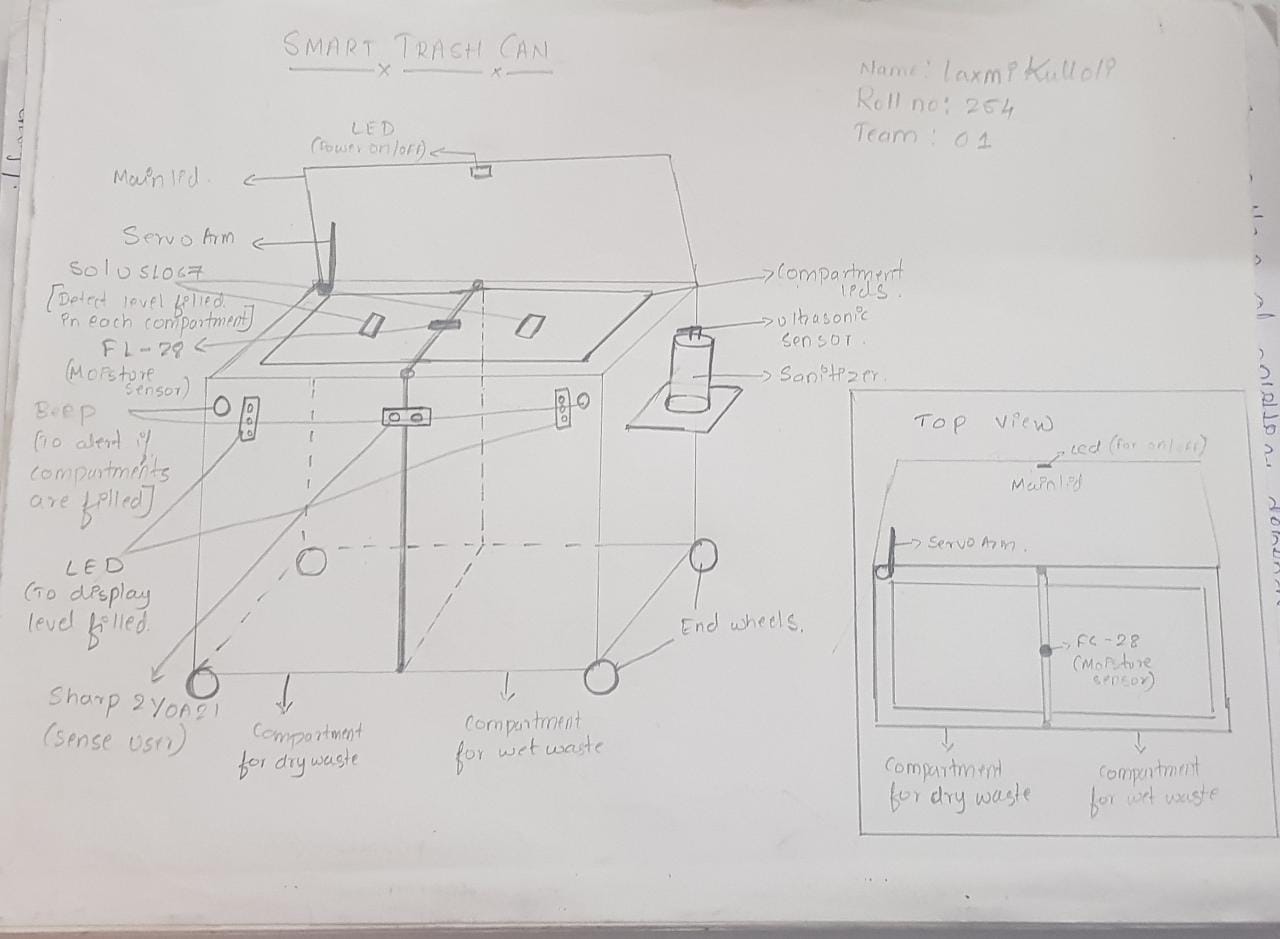 SMART TRASH CAN
Name: Laxmi Kulloli
Roll no: 264
Team: 01
LED
(Power on/off)
Main lid.
Servo Arm
Solu SL067
[Detect level filled
in each compartment]
FL-28
(Moisture
sensor)
Beep
(To alert if
compartments
are filled]
LED
(To display
level filled.
Sharp 2Y0A21
(sense user)
Compartment
for dry waste
Compartment
for wet waste
Compartment
lids.
Ultrasonic
sensor.
Sanitizer.
End wheels.
TOP VIEW
Led (for on/off)
Main lid
Servo Arm.
FC-28
(Moisture
sensor)
Compartment
for dry waste
Compartment
for wet waste